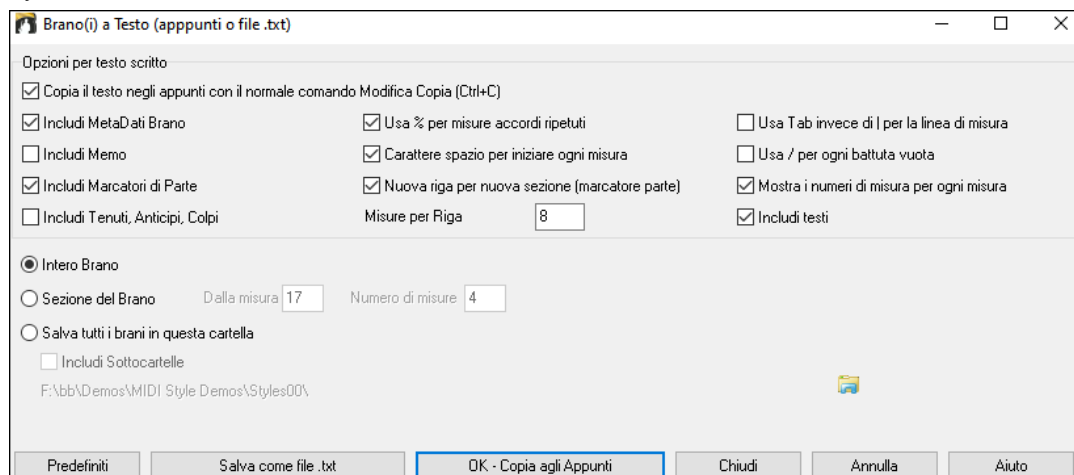 Brano(i) a Testo (apppunti o file .txt)
Opzioni per testo scritto
Copia il testo negli appunti con il normale comando Modifica Copia (Ctrl+C)
Includi MetaDati Brano Usa % per misure accordi ripetuti Usa Tab invece di | per la linea di misura
Includi Memo Carattere spazio per iniziare ogni misura Usa / per ogni battuta vuota
Includi Marcatori di Parte Nuova riga per nuova sezione (marcatore parte) Mostra i numeri di misura per ogni misura
Includi Tenuti, Anticipi, Colpi Misure per Riga 8 Includi testi
Intero Brano
Sezione del Brano Dalla misura 17 Numero di misure 4
Salva tutti i brani in questa cartella
Includi Sottocartelle
F:\bb\Demos\MIDI Style Demos\Styles00\
Predefiniti Salva come file .txt OK - Copia agli Appunti Chiudi Annulla Aiuto